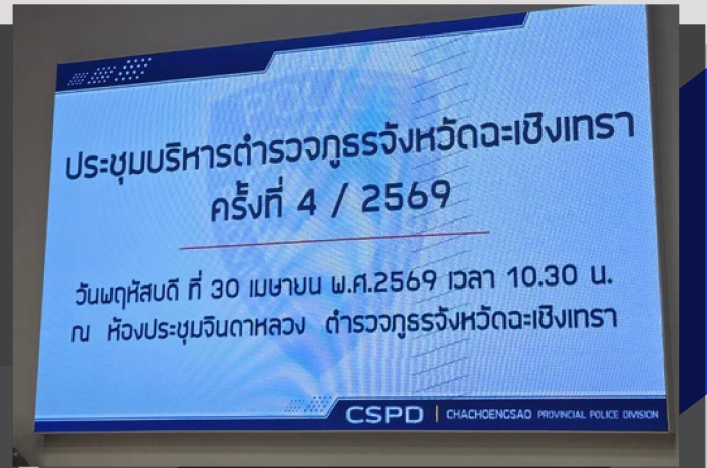 POLICE
ประชุมบริหารตำรวจภูธรจังหวัดฉะเชิงเทรา
ครั้งที่ 4 / 2569
วันพฤหัสบดี ที่ 30 เมษายน พ.ศ.2569 เวลา 10.30 น.
ณ ห้องประชุมจินดาหลวง ตำรวจภูธรจังหวัดฉะเชิงเทรา
CSPD | CHACHOENGSAO PROVINCIAL POLICE DIVISION